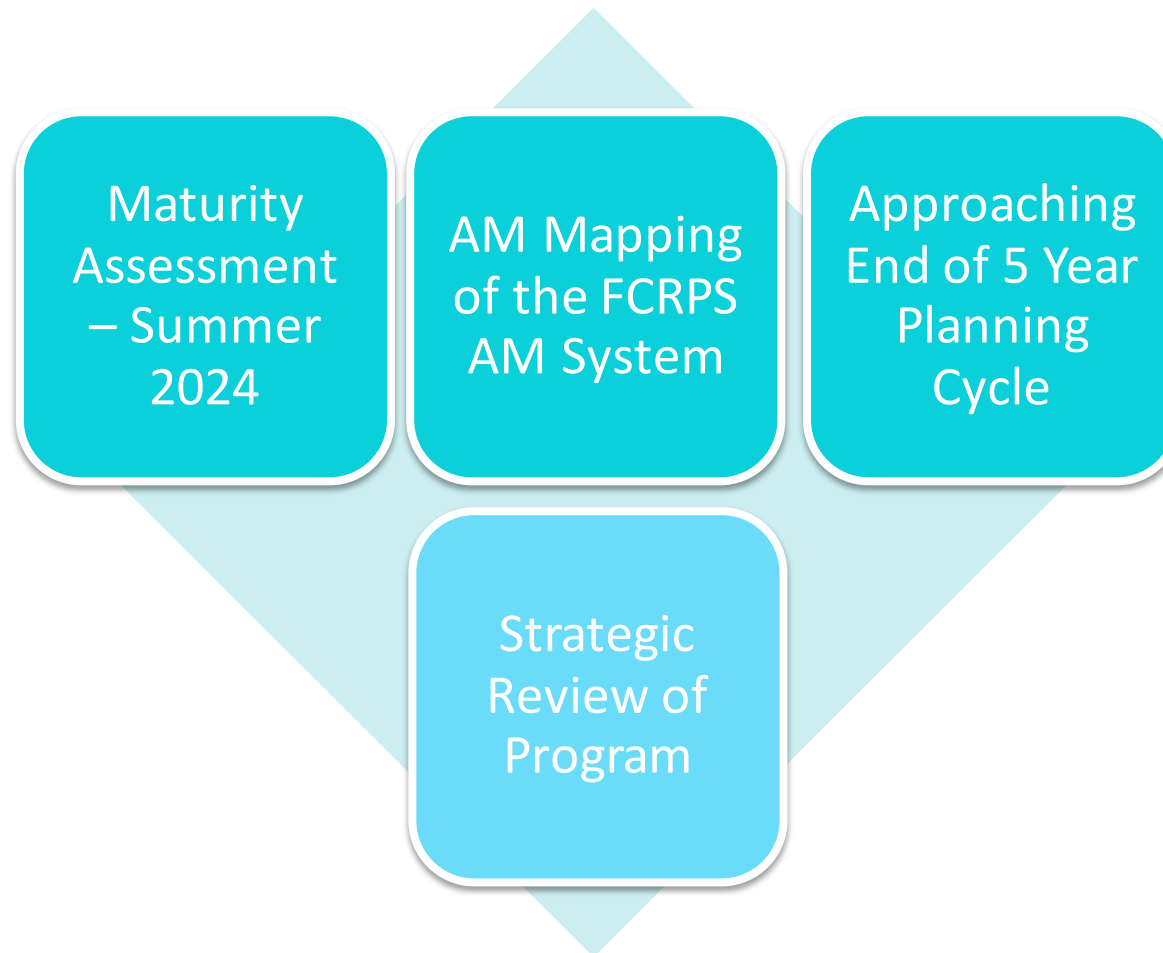 Maturity
Assessment
– Summer
2024
AM Mapping
of the FCRPS
AM System
Approaching
End of 5 Year
Planning
Cycle
Strategic
Review of
Program